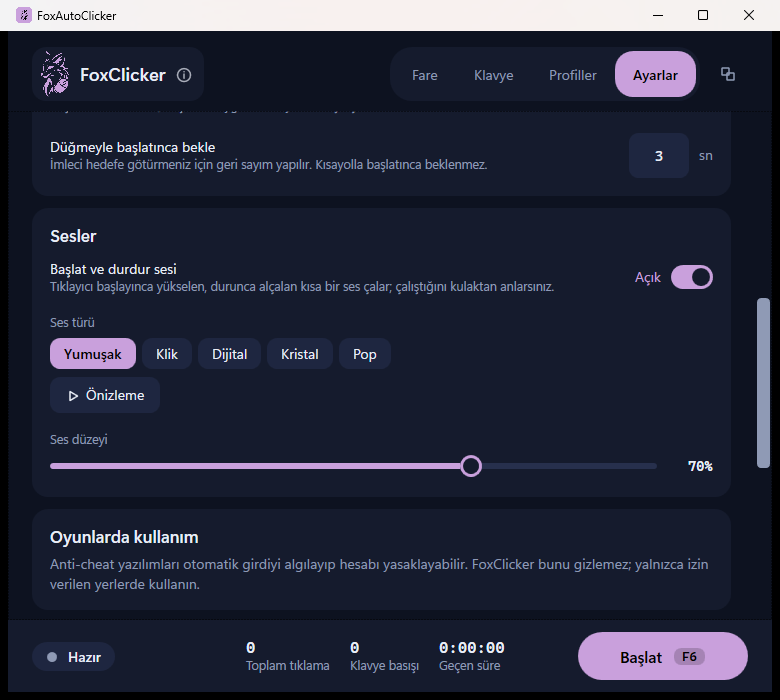 FoxAutoClicker
FoxClicker
Fare
Klavye
Profiller
Ayarlar
Düğmeyle başlatınca bekle
İmleci hedefe götürmeniz için geri sayım yapılır. Kısayolla başlatınca beklenmez.
3
sn
Sesler
Başlat ve durdur sesi
Tıklayıcı başlayınca yükselen, durunca alçalan kısa bir ses çalar; çalıştığını kulaktan anlarsınız.
Açık
Ses türü
Yumuşak
Klik
Dijital
Kristal
Pop
Önizleme
Ses düzeyi
70%
Oyunlarda kullanım
Anti-cheat yazılımları otomatik girdiyi algılayıp hesabı yasaklayabilir. FoxClicker bunu gizlemez; yalnızca izin
verilen yerlerde kullanın.
Hazır
0
Toplam tıklama
0
Klavye basışı
0:00:00
Geçen süre
Başlat
F6